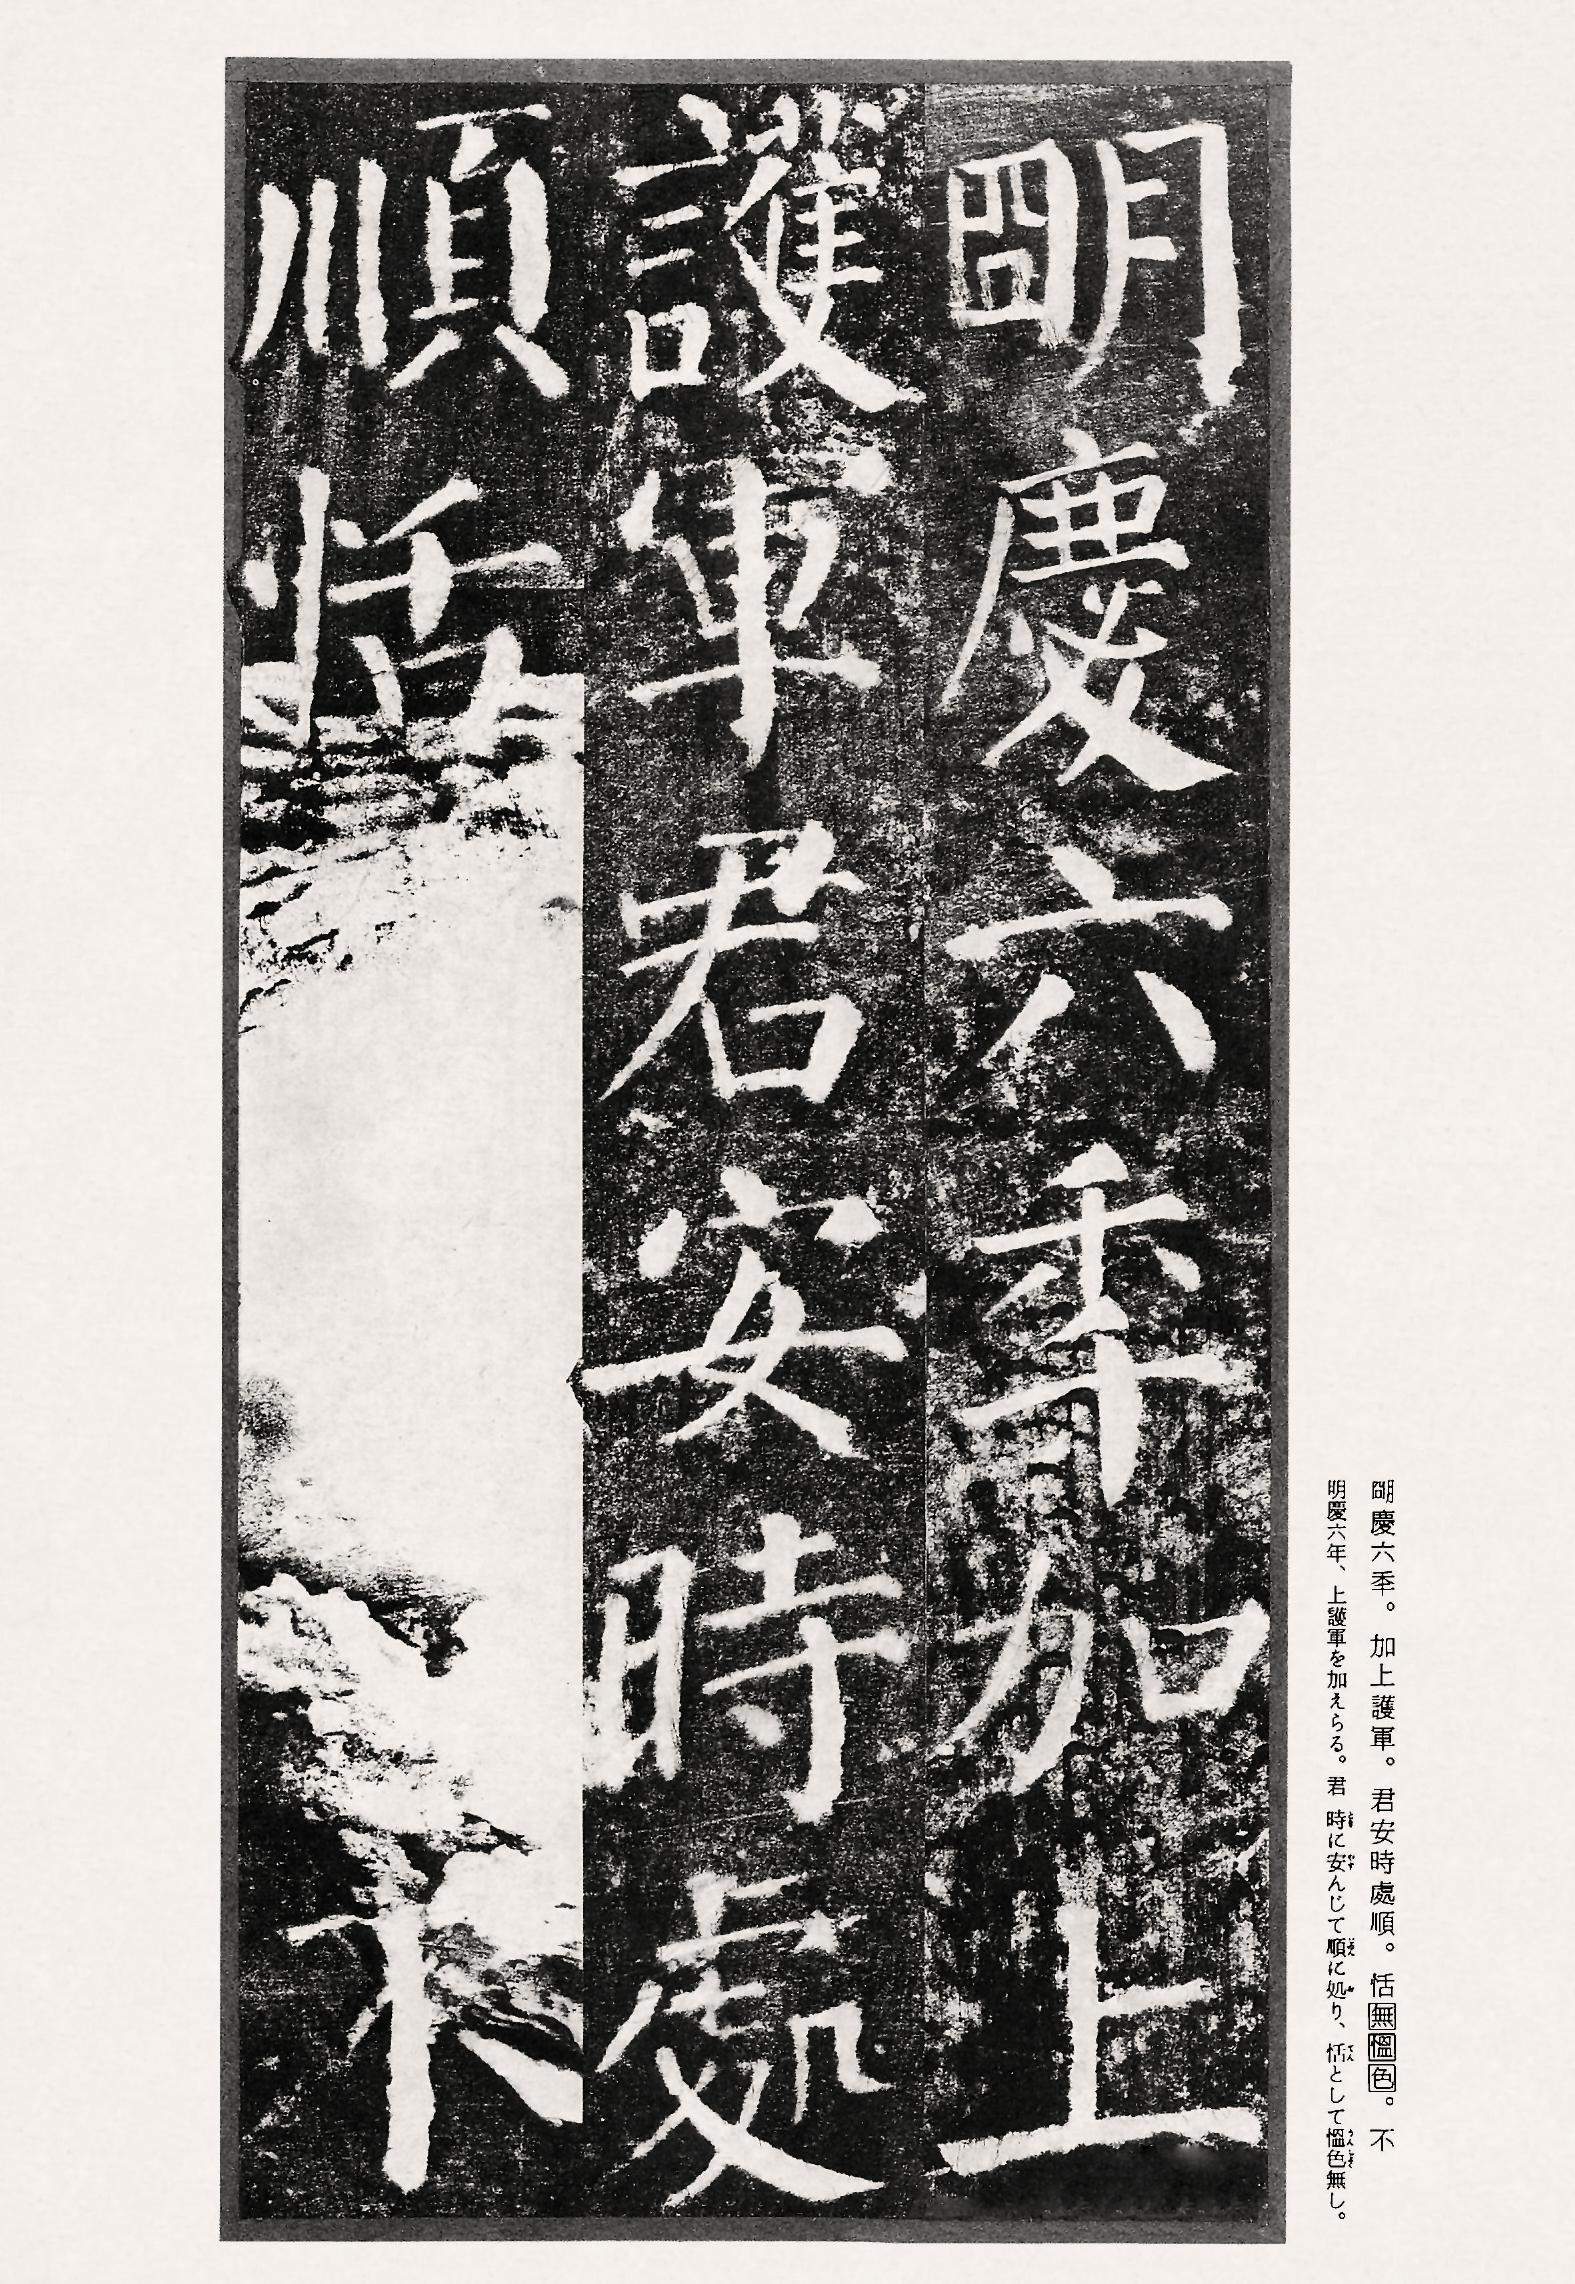 朙慶六秊加上
護軍君安時處
順恬不
朙慶六秊。加上護軍。君安時處順。恬無慍色。不
明慶六年、上護軍を加えらる。君時に安んじて順に処り、恬として慍色無し。